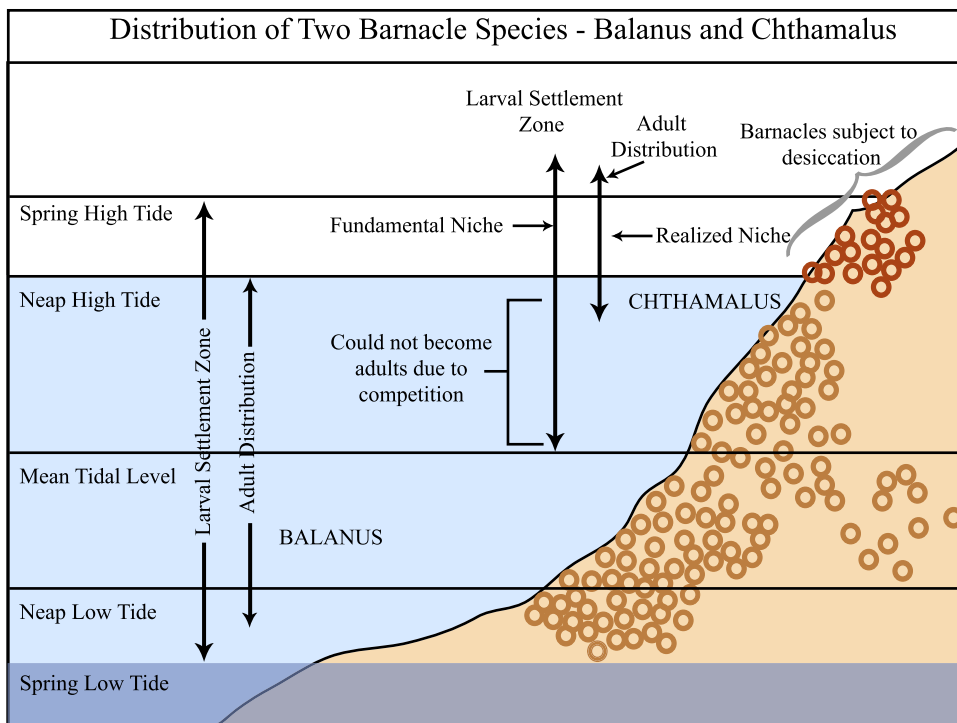 Distribution of Two Barnacle Species - Balanus and Chthamalus
Larval Settlement
Zone
Adult
Distribution
Barnacles subject to
desiccation
Spring High Tide
Fundamental Niche
Realized Niche
Neap High Tide
CHTHAMALUS
Could not become
adults due to
competition
Larval Settlement Zone
Adult Distribution
Mean Tidal Level
BALANUS
Neap Low Tide
Spring Low Tide